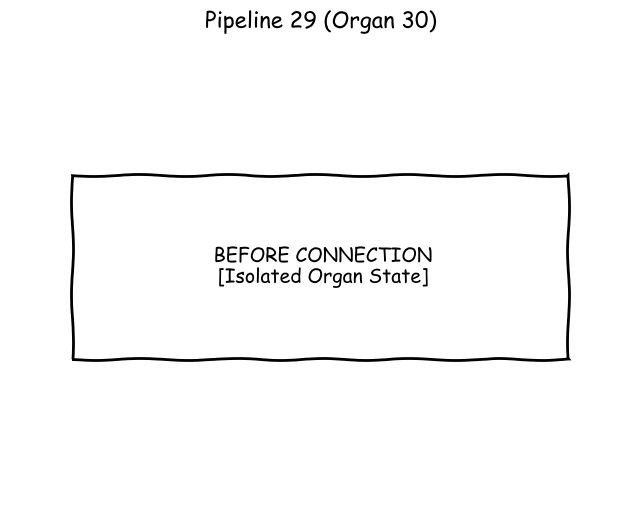 Pipeline 29 (Organ 30)
BEFORE CONNECTION
[Isolated Organ State]